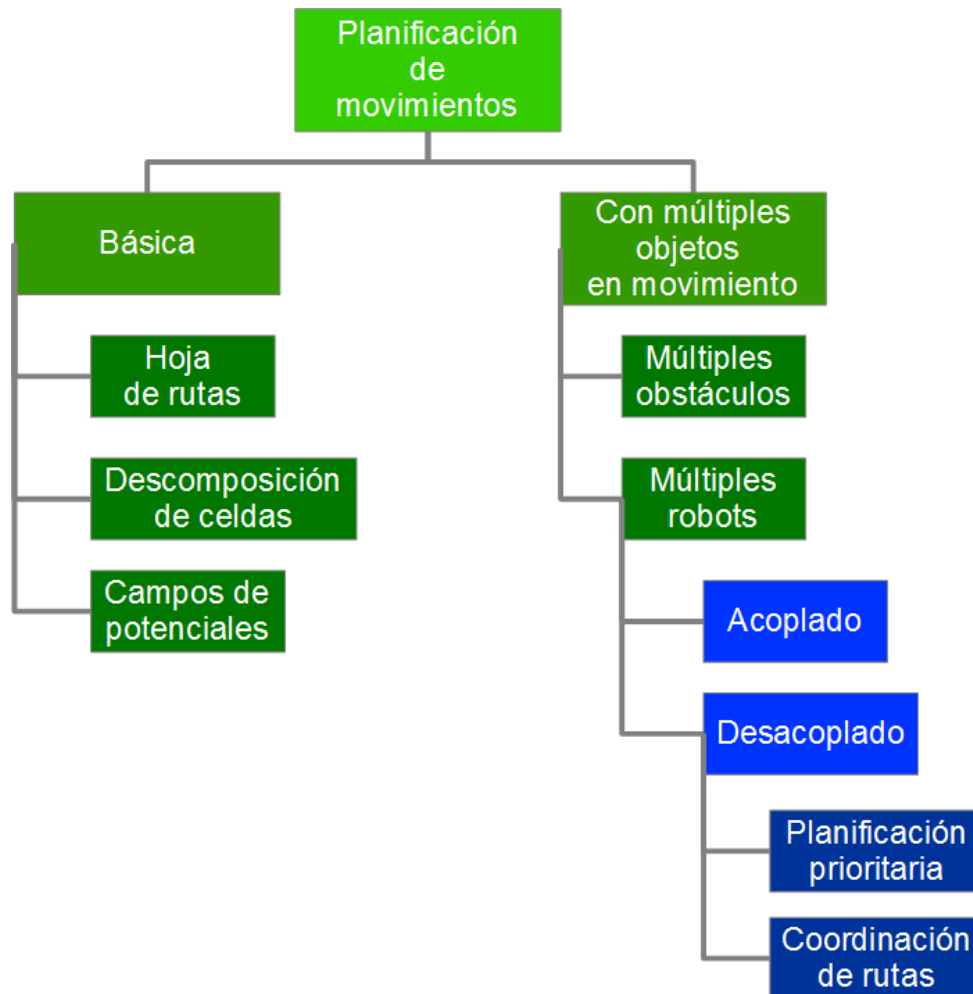 Planificación
de
movimientos
Básica
Hoja
de rutas
Descomposición
de celdas
Campos de
potenciales
Con múltiples
objetos
en movimiento
Múltiples
obstáculos
Múltiples
robots
Acoplado
Desacoplado
Planificación
prioritaria
Coordinación
de rutas